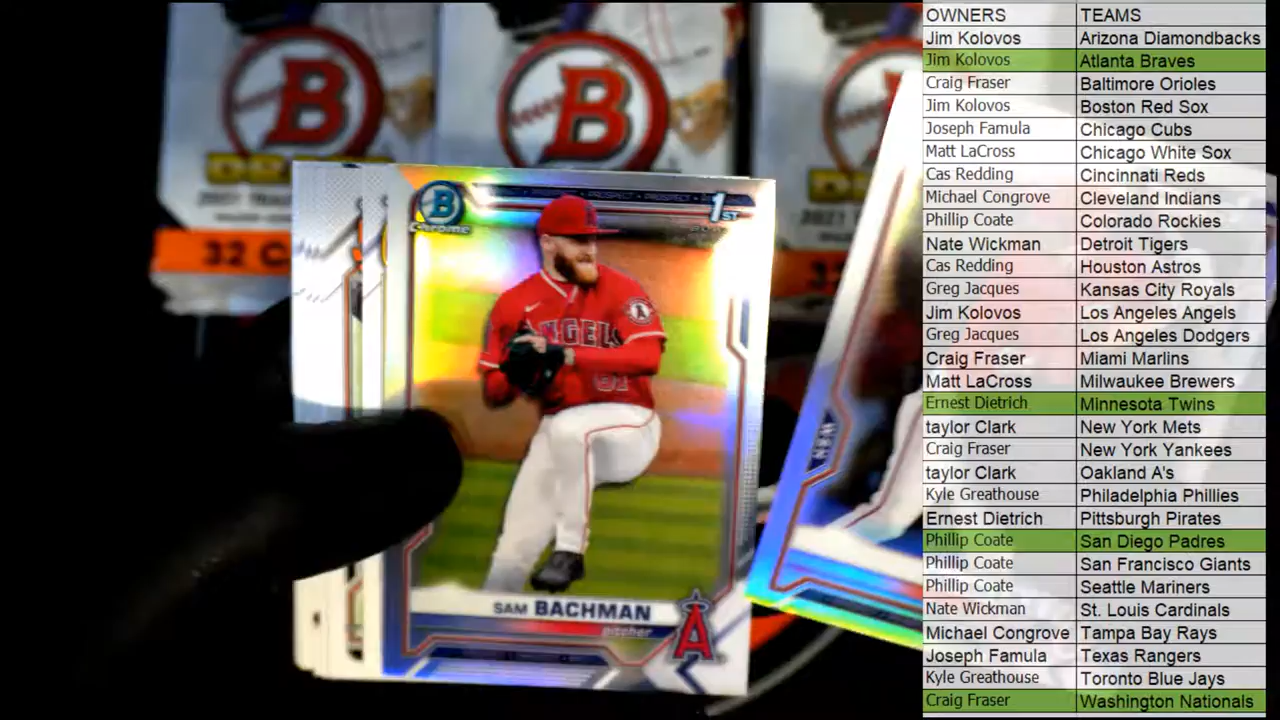 OWNERS TEAMS
Jim Kolovos Arizona Diamondbacks
Jim Kolovos Atlanta Braves
Craig Fraser Baltimore Orioles
Jim Kolovos Boston Red Sox
Joseph Famula Chicago Cubs
Matt LaCross Chicago White Sox
Cas Redding Cincinnati Reds
Michael Congrove Cleveland Indians
Phillip Coate Colorado Rockies
Nate Wickman Detroit Tigers
Cas Redding Houston Astros
Greg Jacques Kansas City Royals
Jim Kolovos Los Angeles Angels
Greg Jacques Los Angeles Dodgers
Craig Fraser Miami Marlins
Matt LaCross Milwaukee Brewers
Ernest Dietrich Minnesota Twins
taylor Clark New York Mets
Craig Fraser New York Yankees
taylor Clark Oakland A's
Kyle Greathouse Philadelphia Phillies
Ernest Dietrich Pittsburgh Pirates
Phillip Coate San Diego Padres
Phillip Coate San Francisco Giants
Phillip Coate Seattle Mariners
Nate Wickman St. Louis Cardinals
Michael Congrove Tampa Bay Rays
Joseph Famula Texas Rangers
Kyle Greathouse Toronto Blue Jays
Craig Fraser Washington Nationals
B
B
32
B
Chrome
PROSPECT PROSPECT
1ST
ANGELS
A
SAM BACHMAN
pitcher
A